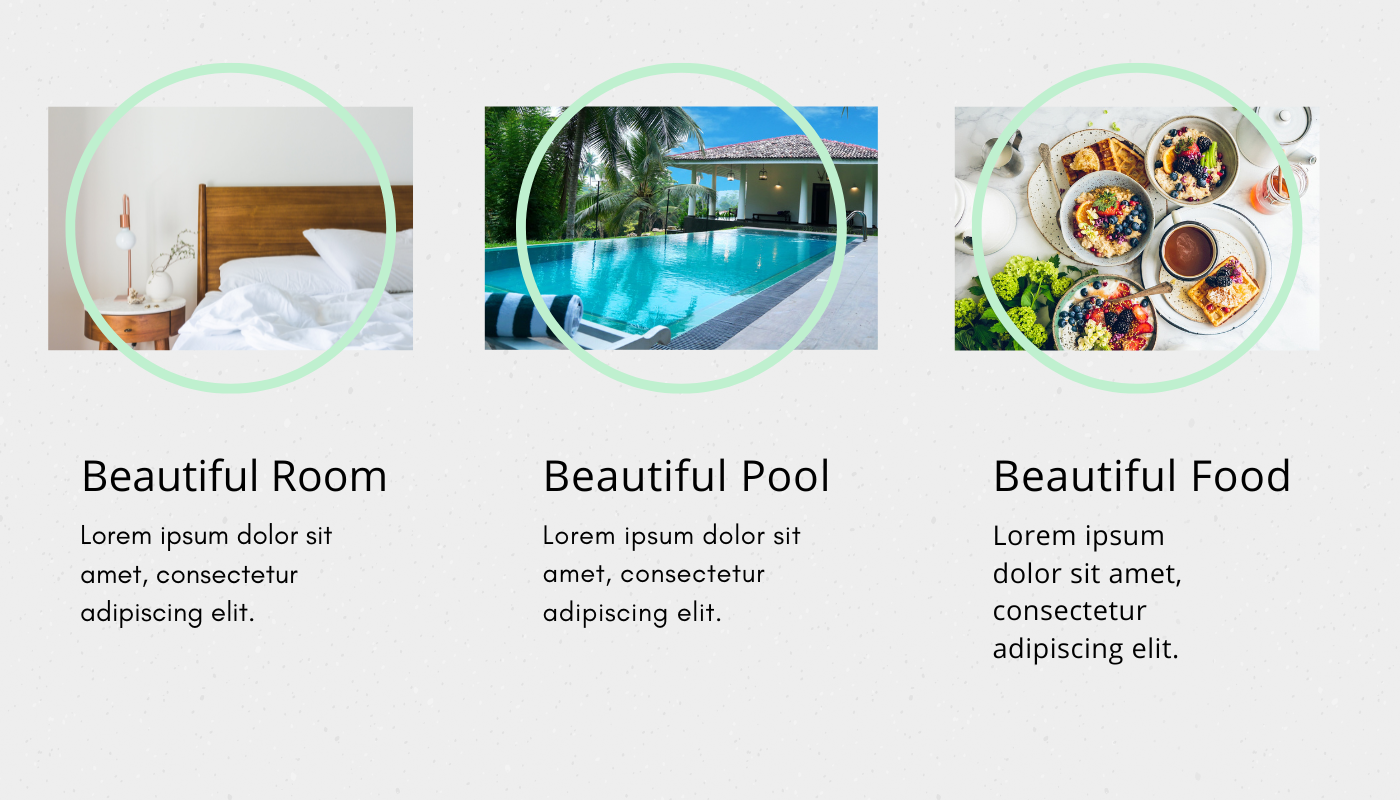 Beautiful Room
Lorem ipsum dolor sit
amet, consectetur
adipiscing elit.
Beautiful Pool
Lorem ipsum dolor sit
amet, consectetur
adipiscing elit.
Beautiful Food
Lorem ipsum
dolor sit amet,
consectetur
adipiscing elit.